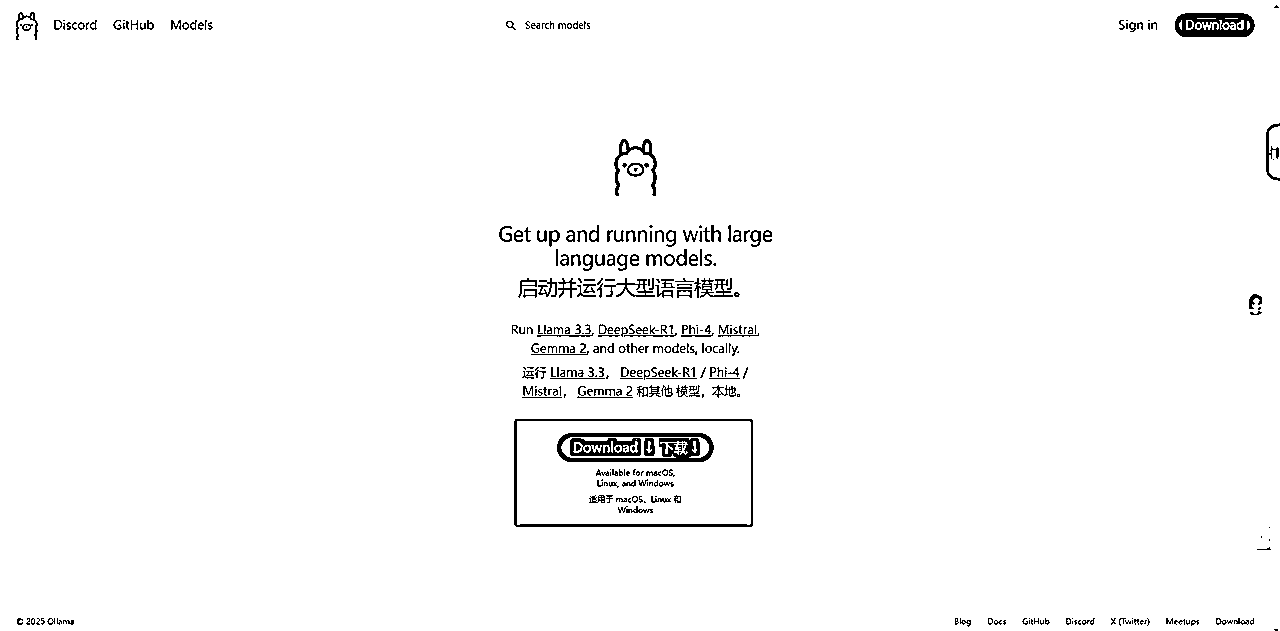 Discord GitHub Models Search models Sign in Download
Get up and running with large
language models.
启动并运行大型语言模型。
Run Llama 3.3, DeepSeek-R1, Phi-4, Mistral,
Gemma 2, and other models, locally.
运行 Llama 3.3， DeepSeek-R1 / Phi-4 /
Mistral， Gemma 2 和其他 模型，本地。
Download ↓ 下载 ↓
Available for macOS,
Linux, and Windows
适用于 macOS、Linux 和
Windows
© 2025 Ollama
Blog Docs GitHub Discord X (Twitter) Meetups Download